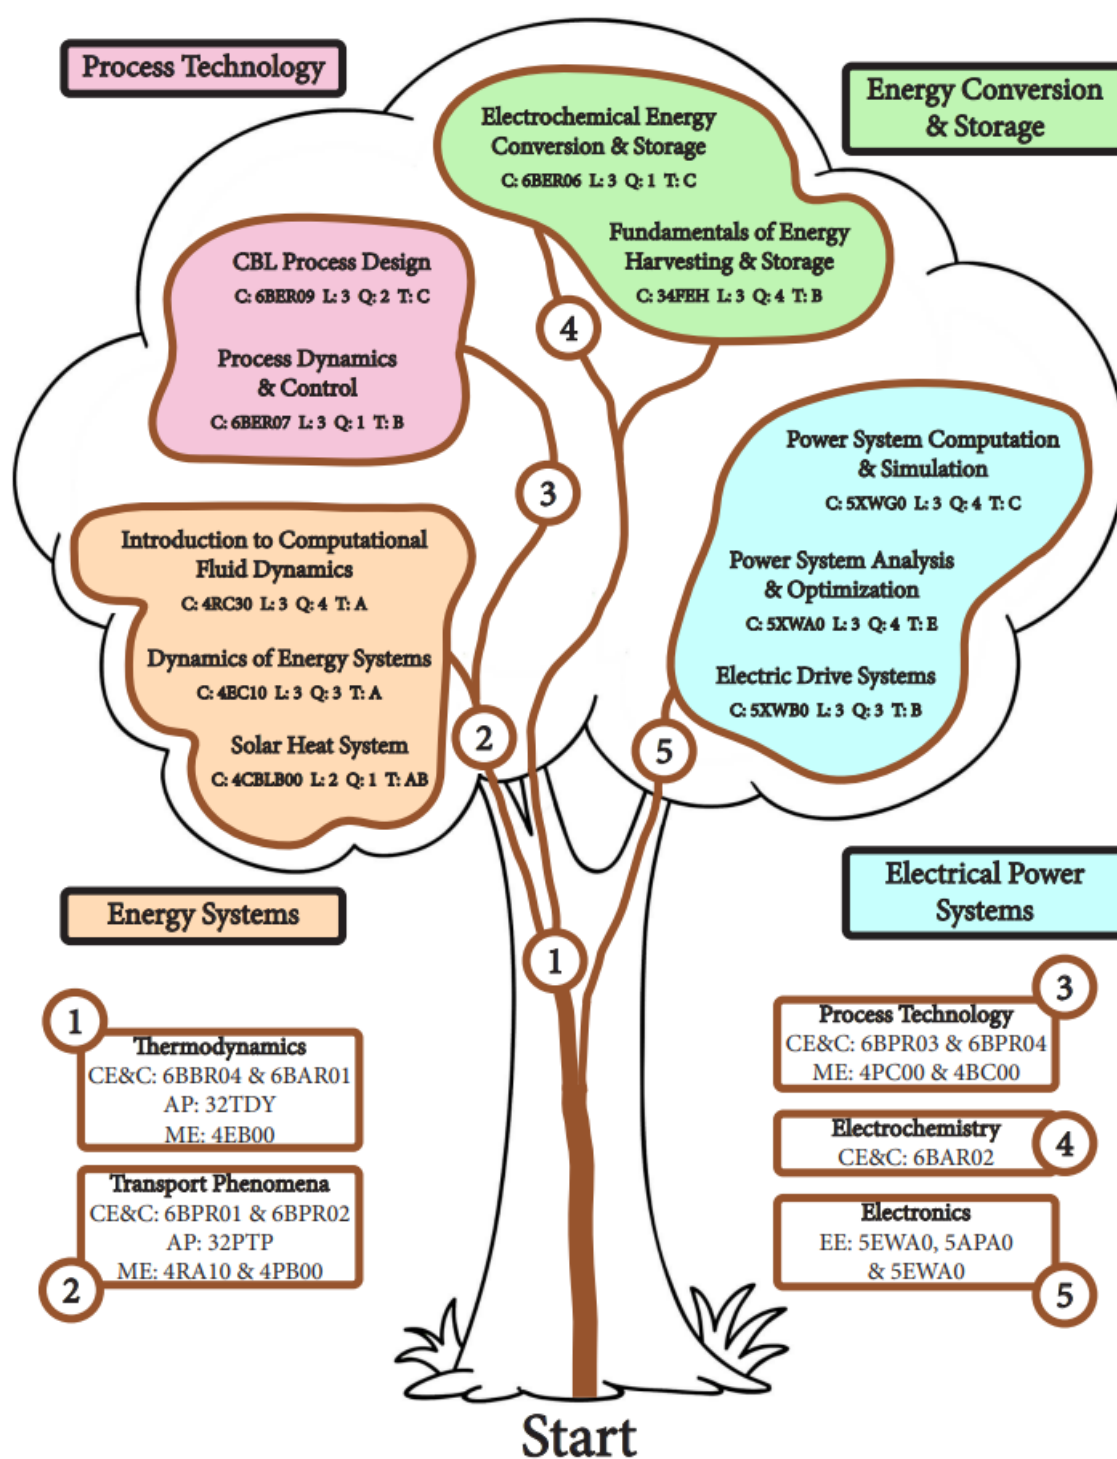 Process Technology
Energy Conversion
& Storage
Electrochemical Energy
Conversion & Storage
C: 6BER06 L: 3 Q: 1 T: C
Fundamentals of Energy
Harvesting & Storage
C: 34FEH L: 3 Q: 4 T: B
CBL Process Design
C: 6BER09 L: 3 Q: 2 T: C
Process Dynamics
& Control
C: 6BER07 L: 3 Q: 1 T: B
4
3
Power System Computation
& Simulation
C: 5XWG0 L: 3 Q: 4 T: C
Power System Analysis
& Optimization
C: 5XWA0 L: 3 Q: 4 T: E
Electric Drive Systems
C: 5XWB0 L: 3 Q: 3 T: B
Introduction to Computational
Fluid Dynamics
C: 4RC30 L: 3 Q: 4 T: A
Dynamics of Energy Systems
C: 4EC10 L: 3 Q: 3 T: A
Solar Heat System
C: 4CBLB00 L: 2 Q: 1 T: AB
2
5
1
Energy Systems
Electrical Power
Systems
1
Thermodynamics
CE&C: 6BBR04 & 6BAR01
AP: 32TDY
ME: 4EB00
Transport Phenomena
CE&C: 6BPR01 & 6BPR02
AP: 32PTP
ME: 4RA10 & 4PB00
2
3
Process Technology
CE&C: 6BPR03 & 6BPR04
ME: 4PC00 & 4BC00
Electrochemistry
CE&C: 6BAR02
4
Electronics
EE: 5EWA0, 5APA0
& 5EWA0
5
Start